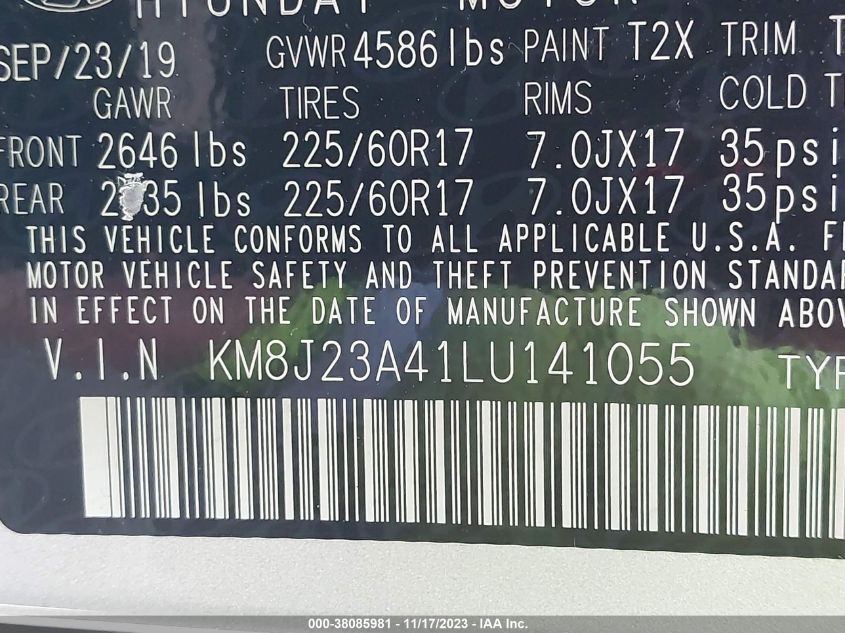 HYUNDAI MOTOR
SEP/23/19 GVWR 4586 lbs PAINT T2X TRIM
GAWR TIRES RIMS COLD
FRONT 2646 lbs 225/60R17 7.0JX17 35psi
REAR 225/60R17 7.0JX17 35psi
THIS VEHICLE CONFORMS TO ALL APPLICABLE U.S.A.
MOTOR VEHICLE SAFETY AND THEFT PREVENTION
IN EFFECT ON THE DATE OF MANUFACTURE SHOWN
V.I.N KM8J23A41LU141055
000-38085981 - 11/17/2023 - IAA Inc.